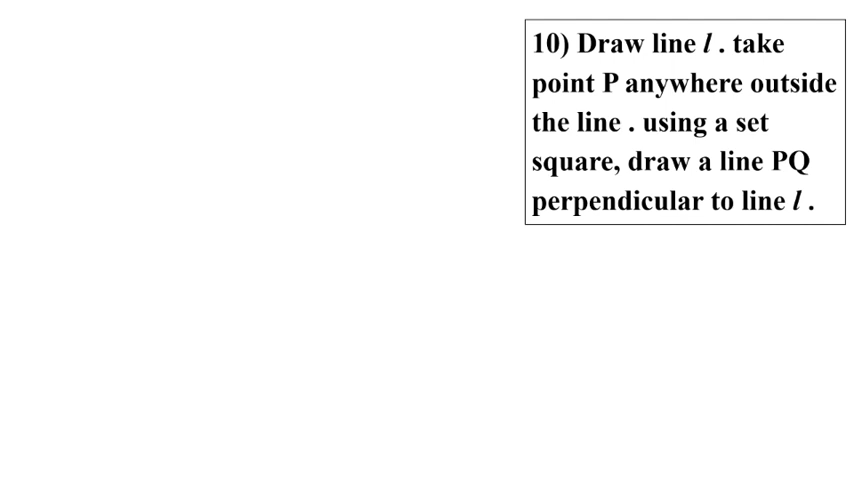 10) Draw line l . take
point P anywhere outside
the line . using a set
square, draw a line PQ
perpendicular to line l .